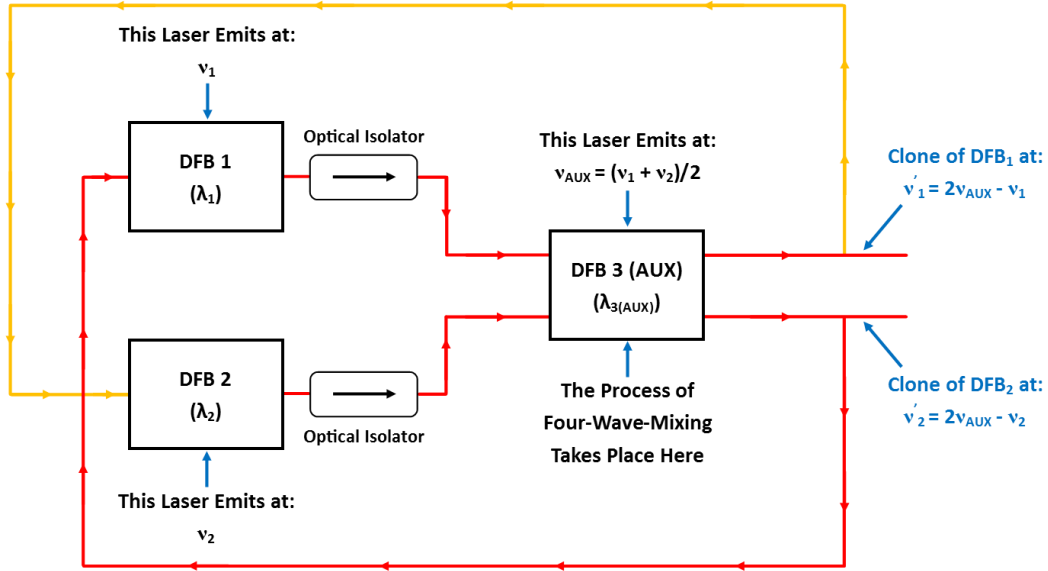 This Laser Emits at:
ν1
DFB 1
(λ1)
Optical Isolator
This Laser Emits at:
νAUX = (ν1 + ν2)/2
DFB 3 (AUX)
(λ3(AUX))
Clone of DFB1 at:
ν'1 = 2νAUX - ν1
DFB 2
(λ2)
Optical Isolator
This Laser Emits at:
ν2
The Process of
Four-Wave-Mixing
Takes Place Here
Clone of DFB2 at:
ν'2 = 2νAUX - ν2